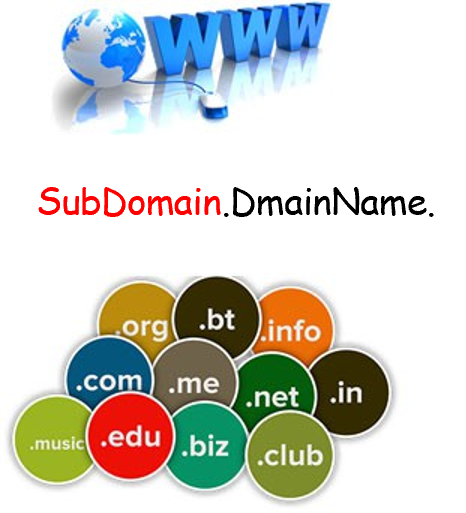 WWW
SubDomain.DmainName.
.org .bt .info
.com .me .net .in
.music .edu .biz .club